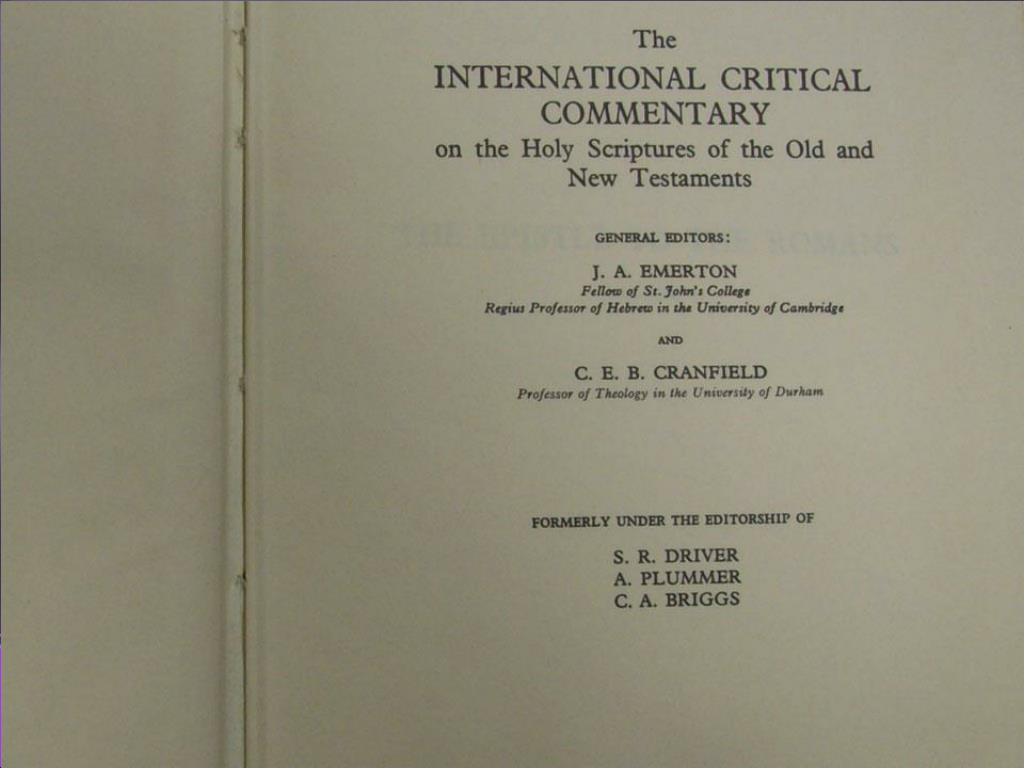 The
INTERNATIONAL CRITICAL
COMMENTARY
on the Holy Scriptures of the Old and
New Testaments
GENERAL EDITORS:
J. A. EMERTON
Fellow of St. John's College
Regius Professor of Hebrew in the University of Cambridge
AND
C. E. B. CRANFIELD
Professor of Theology in the University of Durham
FORMERLY UNDER THE EDITORSHIP OF
S. R. DRIVER
A. PLUMMER
C. A. BRIGGS